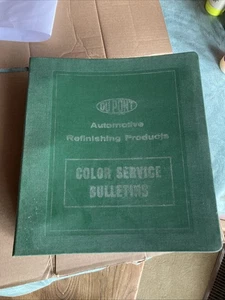 DU PONT
Automotive
Refinishing Products
COLOR SERVICE
BULLETINS